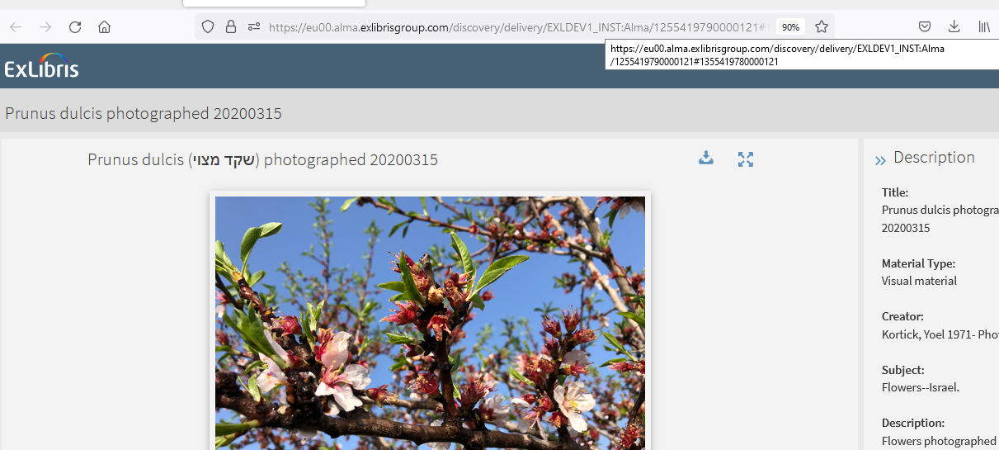 https://eu00.alma.exlibrisgroup.com/discovery/delivery/EXLDEV1_INST:Alma/1255419790000121#1
90%
https://eu00.alma.exlibrisgroup.com/discovery/delivery/EXLDEV1_INST:Alma
/1255419790000121#1355419780000121
ExLibris
Prunus dulcis photographed 20200315
Prunus dulcis (שקד מצוי) photographed 20200315
Description
Title:
Prunus dulcis photogra
20200315
Material Type:
Visual material
Creator:
Kortick, Yoel 1971- Phot
Subject:
Flowers--Israel.
Description:
Flowers photographed